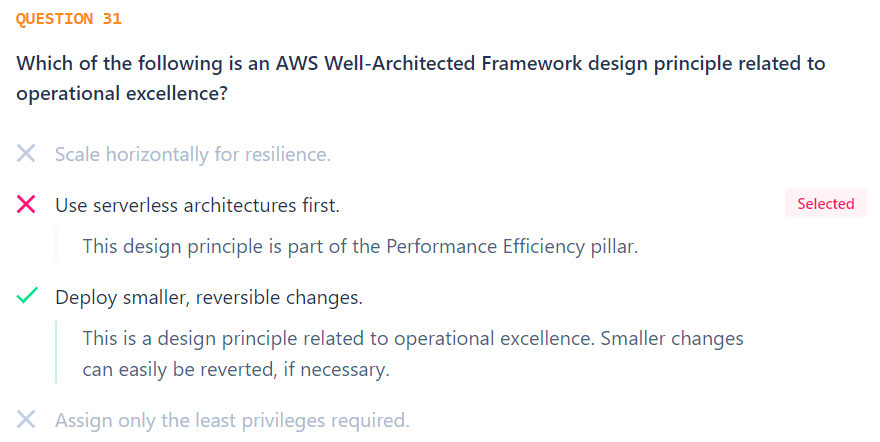 QUESTION 31
Which of the following is an AWS Well-Architected Framework design principle related to
operational excellence?
Scale horizontally for resilience.
Use serverless architectures first.
Selected
This design principle is part of the Performance Efficiency pillar.
Deploy smaller, reversible changes.
This is a design principle related to operational excellence. Smaller changes
can easily be reverted, if necessary.
Assign only the least privileges required.